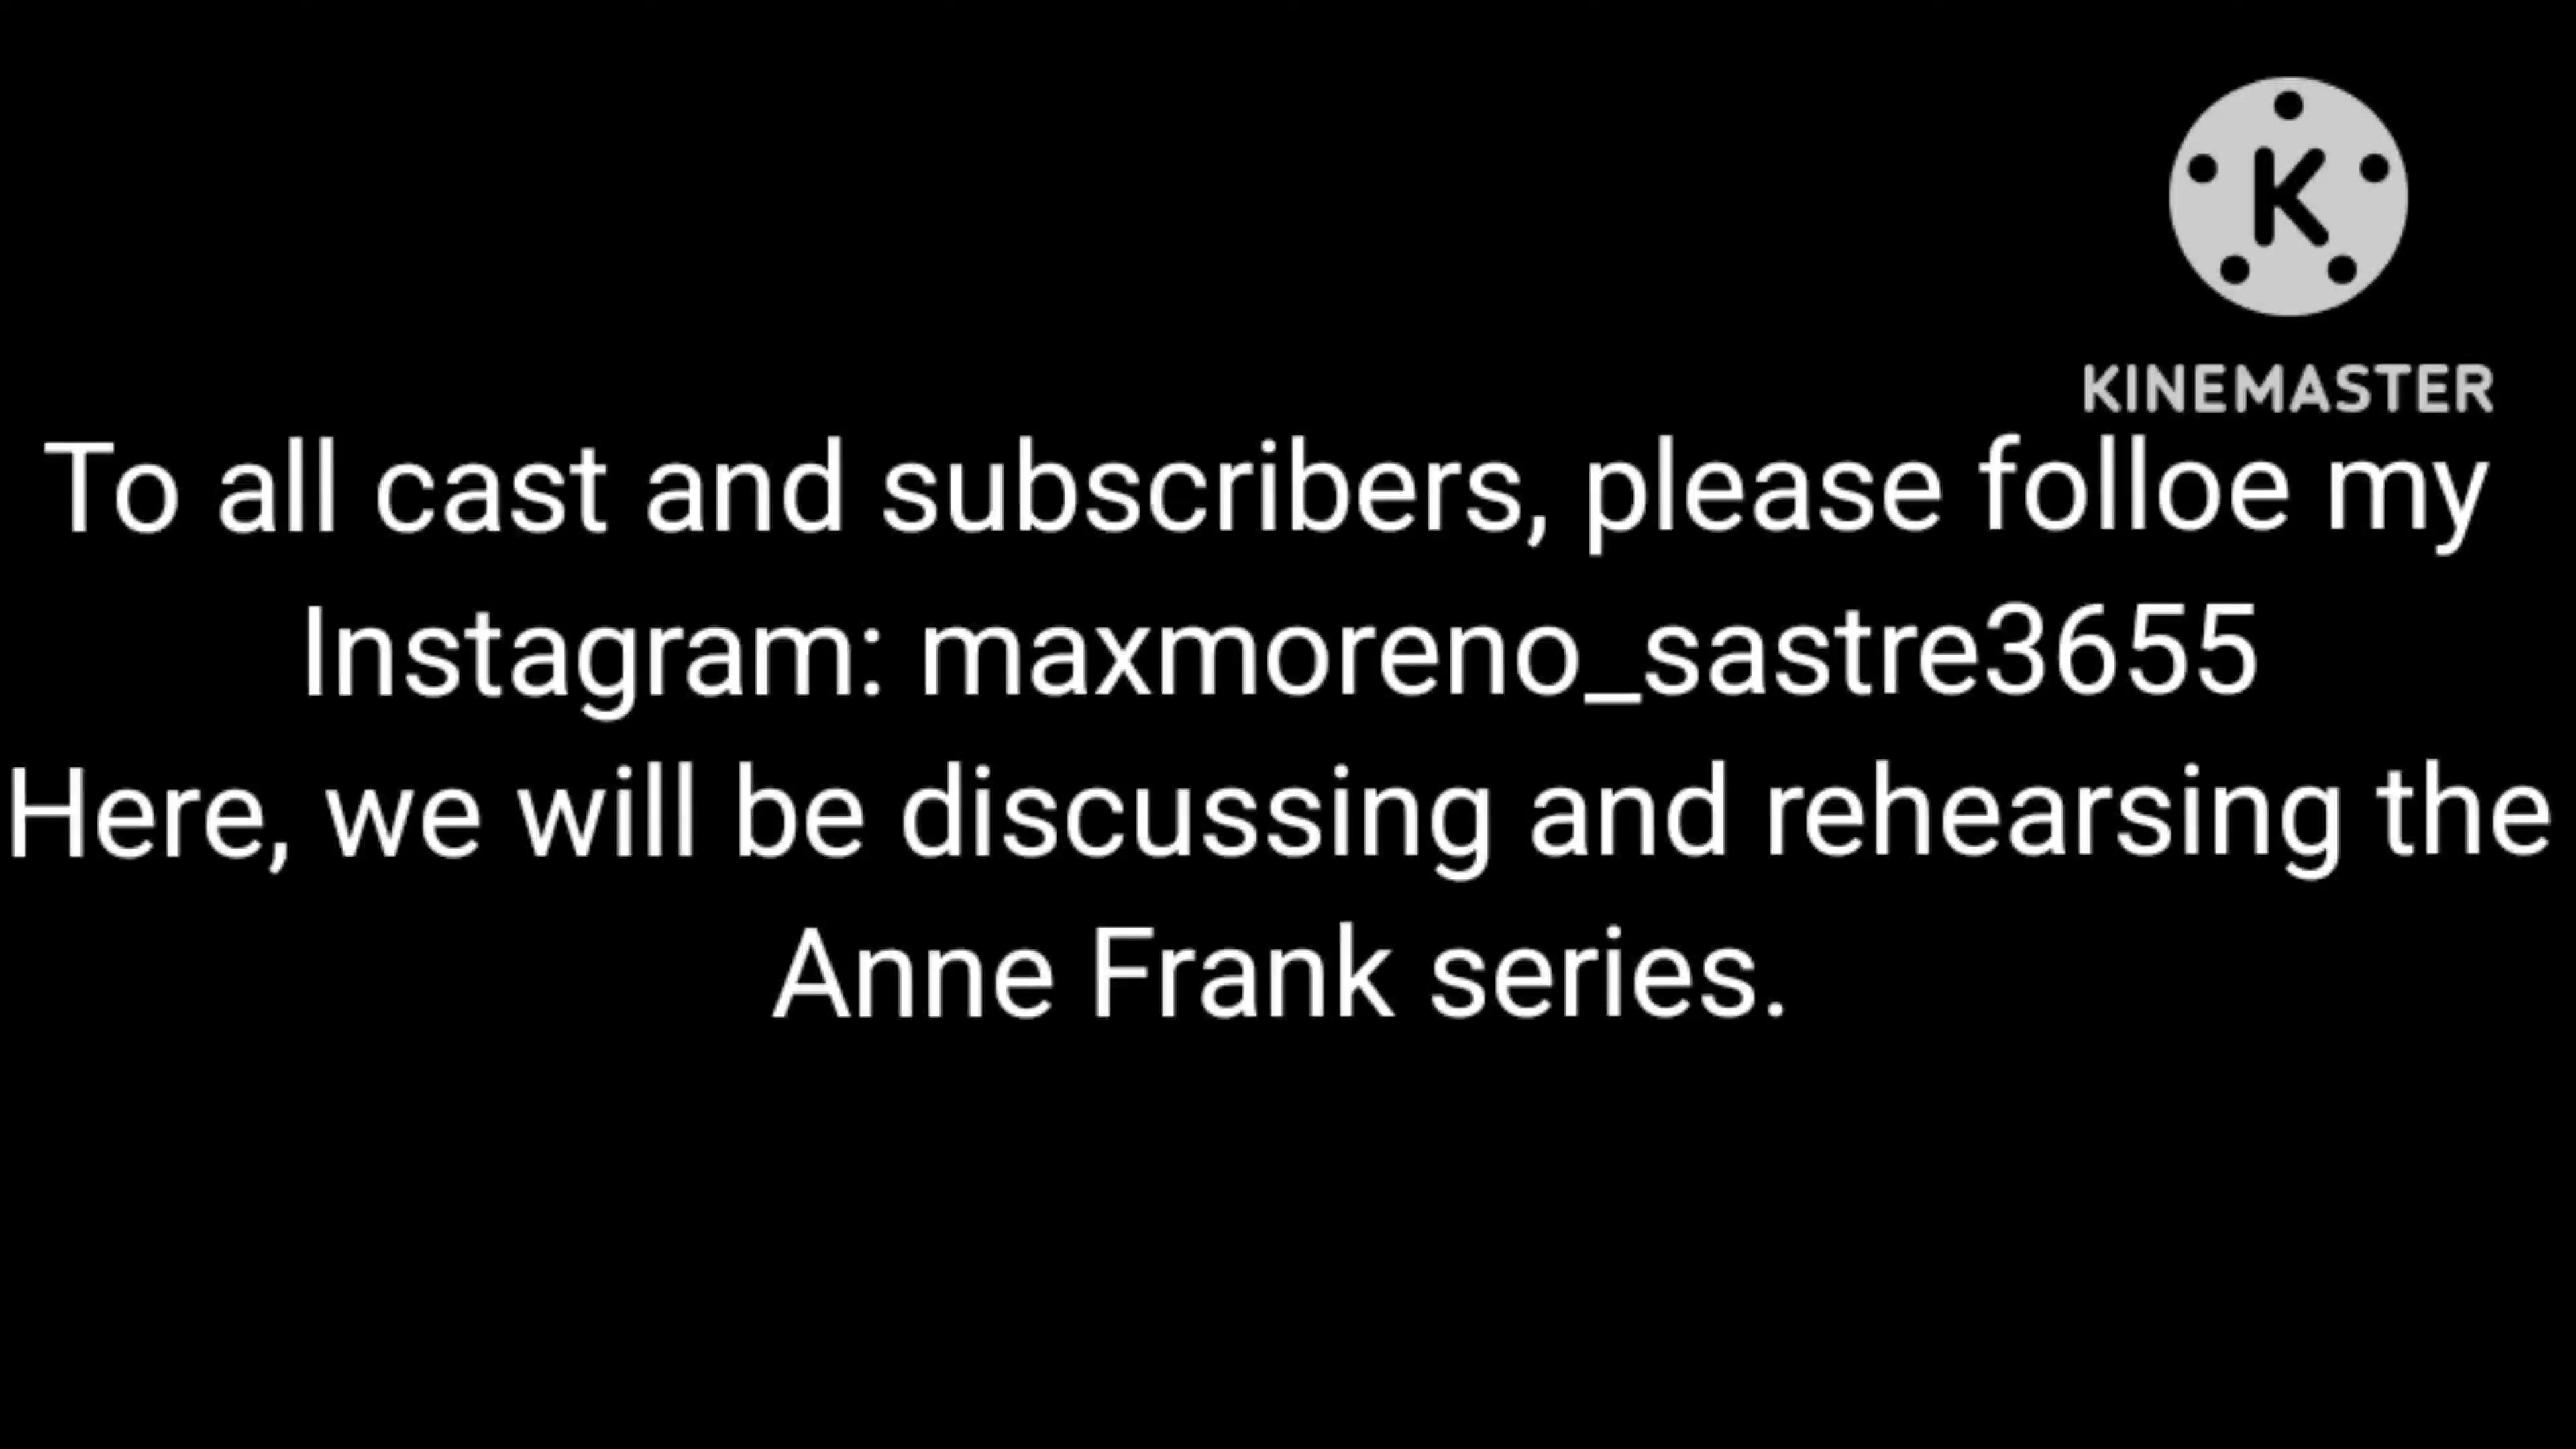 K
KINEMASTER
To all cast and subscribers, please folloe my
Instagram: maxmoreno_sastre3655
Here, we will be discussing and rehearsing the
Anne Frank series.